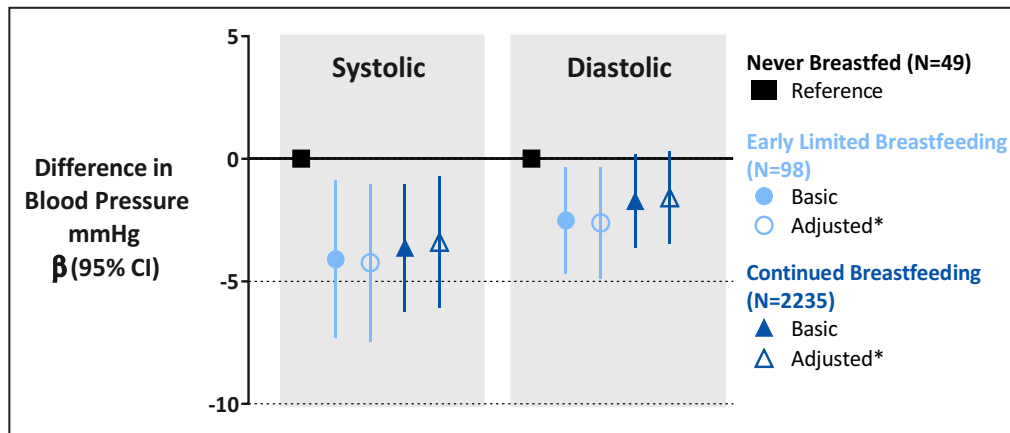 5
Systolic
Diastolic
0
-5
-10
Difference in
Blood Pressure
mmHg
β (95% CI)
Never Breastfed (N=49)
Reference
Early Limited Breastfeeding
(N=98)
Basic
Adjusted*
Continued Breastfeeding
(N=2235)
Basic
Adjusted*